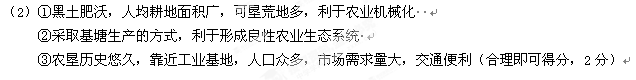 （2）①黑土肥沃，人均耕地面积广，可垦荒地多，利于农业机械化
②采取基塘生产的方式，利于形成良性农业生态系统
③农垦历史悠久，靠近工业基地，人口众多，市场需求量大，交通便利（合理即可得分，2分）